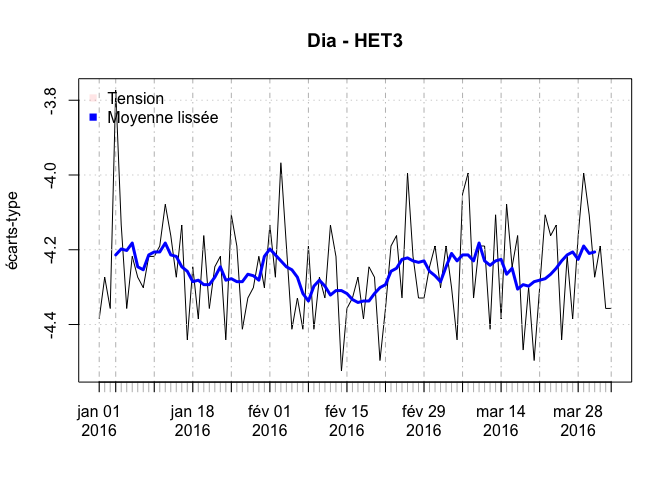 Dia - HET3
Tension
Moyenne lissée
écarts-type
-3.8
-4.0
-4.2
-4.4
jan 01 2016
jan 18 2016
fév 01 2016
fév 15 2016
fév 29 2016
mar 14 2016
mar 28 2016